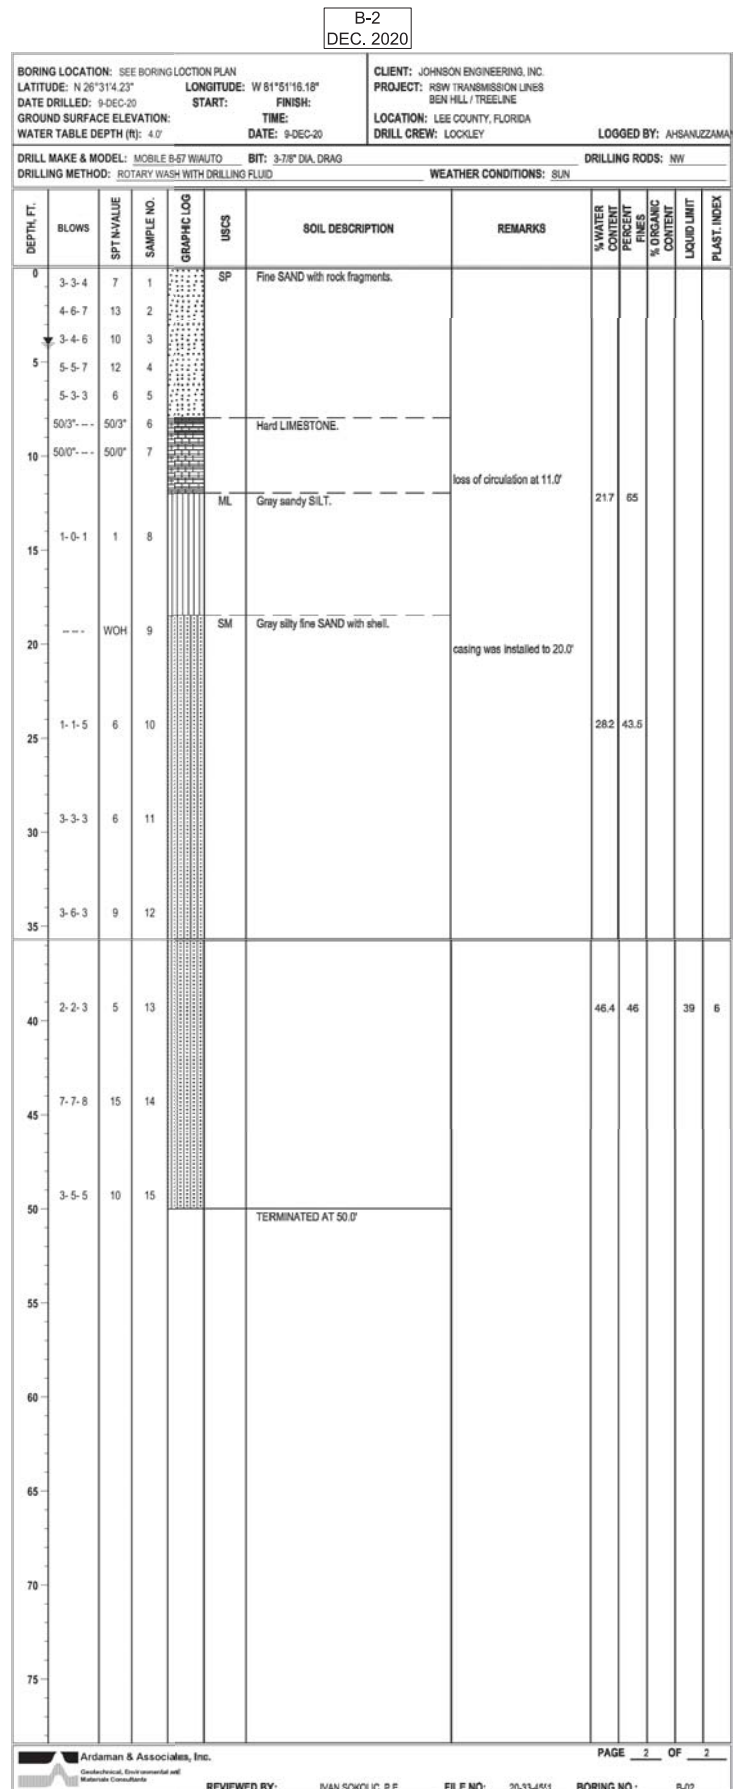 B-2
DEC. 2020
BORING LOCATION: SEE BORING LOCTION PLAN
LATITUDE: N 26°31'4.23" LONGITUDE: W 81°51'16.18"
DATE DRILLED: 9-DEC-20 START: FINISH:
GROUND SURFACE ELEVATION: TIME:
WATER TABLE DEPTH (ft): 4.0' DATE: 9-DEC-20
CLIENT: JOHNSON ENGINEERING, INC.
PROJECT: RSW TRANSMISSION LINES
BEN HILL / TREELINE
LOCATION: LEE COUNTY, FLORIDA
DRILL CREW: LOCKLEY LOGGED BY: AHSANUZZAMA
DRILL MAKE & MODEL: MOBILE B-57 W/AUTO BIT: 3-7/8" DIA. DRAG DRILLING RODS: NW
DRILLING METHOD: ROTARY WASH WITH DRILLING FLUID WEATHER CONDITIONS: SUN
DEPTH, FT. BLOWS SPT N-VALUE SAMPLE NO. GRAPHIC LOG USCS SOIL DESCRIPTION REMARKS % WATER CONTENT PERCENT FINES % ORGANIC CONTENT LIQUID LIMIT PLAST. INDEX
0 SP Fine SAND with rock fragments.
3-3-4 7 1
4-6-7 13 2
3-4-6 10 3
5 5-5-7 12 4
5-3-3 6 5
50/3"-- -- 50/3" 6 Hard LIMESTONE.
10 50/0"-- -- 50/0" 7
loss of circulation at 11.0'
ML Gray sandy SILT. 21.7 65
15 1-0-1 1 8
SM Gray silty fine SAND with shell.
-- -- - WOH 9
20 casing was installed to 20.0'
1-1-5 6 10 28.2 43.5
25
3-3-3 6 11
30
3-6-3 9 12
35
2-2-3 5 13 46.4 46 39 6
40
7-7-8 15 14
45
3-5-5 10 15
50 TERMINATED AT 50.0'
55
60
65
70
75
Ardaman & Associates, Inc.
Geotechnical, Environmental and
Materials Consultants
PAGE 2 OF 2
REVIEWED BY: IVAN SOKOLIC, P.E. FILE NO: 20-33-4511 BORING NO.: B-02